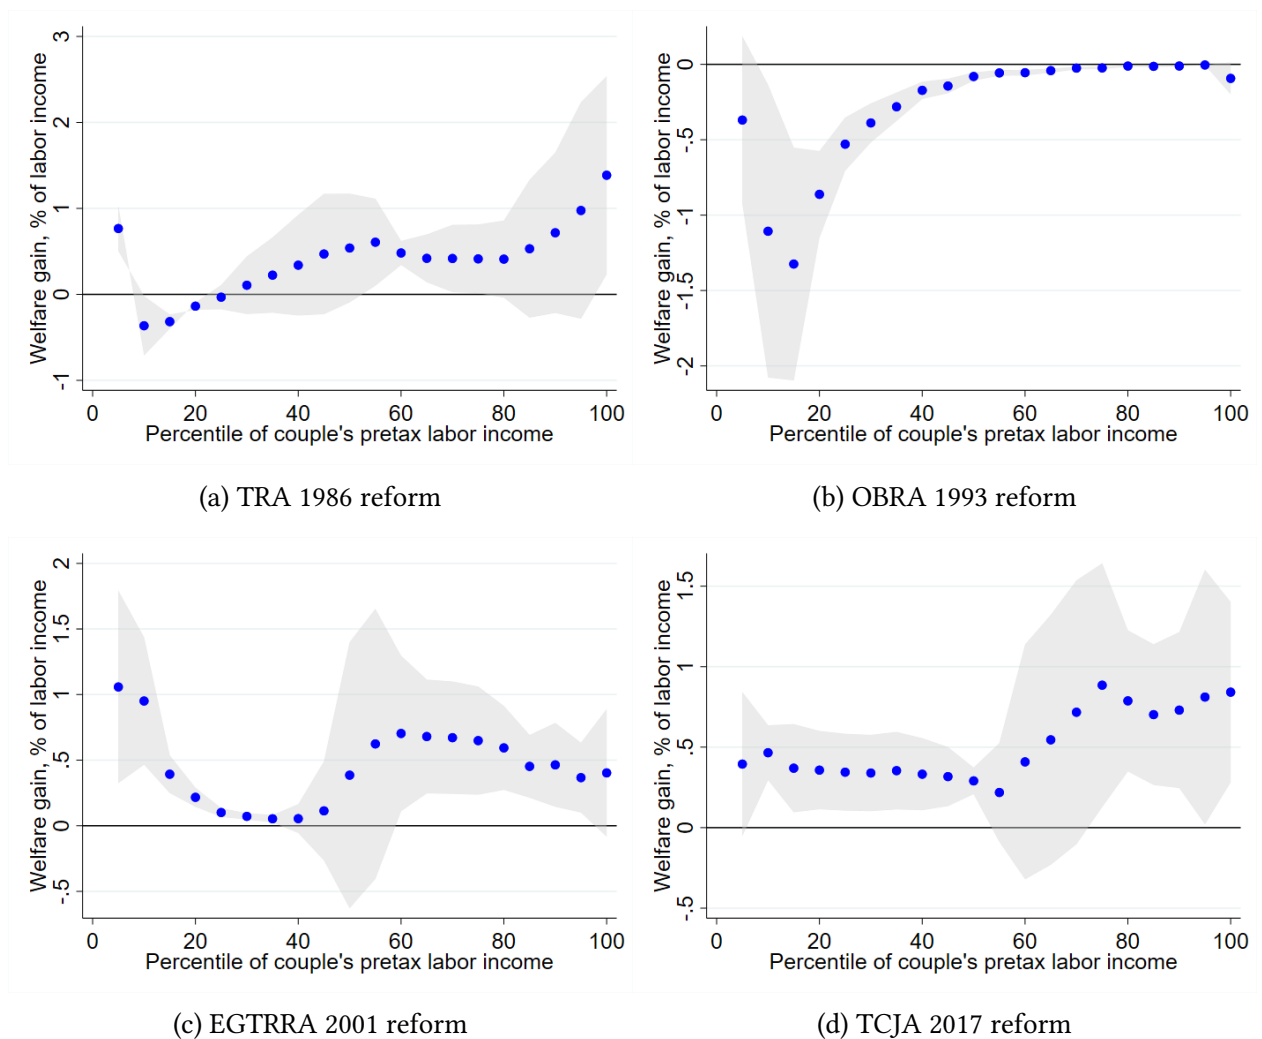 Welfare gain, % of labor income
3
2
1
0
-1
0 20 40 60 80 100
Percentile of couple's pretax labor income
(a) TRA 1986 reform
Welfare gain, % of labor income
0
-.5
-1
-1.5
-2
0 20 40 60 80 100
Percentile of couple's pretax labor income
(b) OBRA 1993 reform
Welfare gain, % of labor income
2
1.5
1
.5
0
-.5
0 20 40 60 80 100
Percentile of couple's pretax labor income
(c) EGTRRA 2001 reform
Welfare gain, % of labor income
1.5
1
.5
0
-.5
0 20 40 60 80 100
Percentile of couple's pretax labor income
(d) TCJA 2017 reform